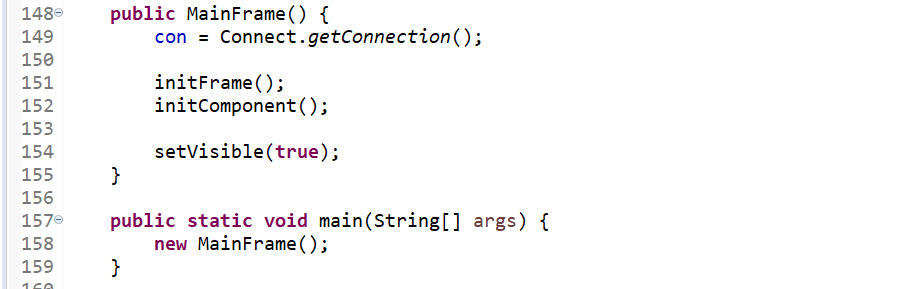 148 public MainFrame() {
149 con = Connect.getConnection();
150
151 initFrame();
152 initComponent();
153
154 setVisible(true);
155 }
156
157 public static void main(String[] args) {
158 new MainFrame();
159 }